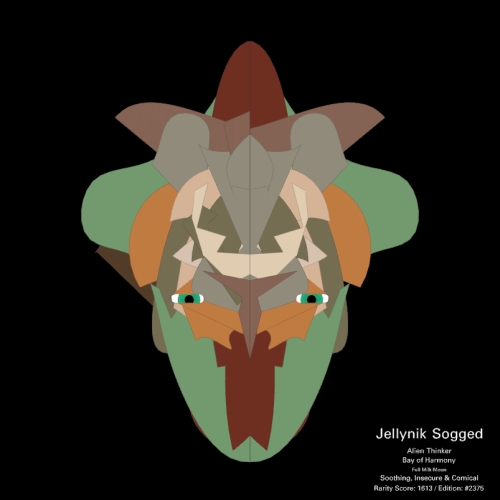 Jellynik Sogged
Alien Thinker
Bay of Harmony
Full Milk Moon
Soothing, Insecure & Comical
Rarity Score: 1613 / Edition: #2375